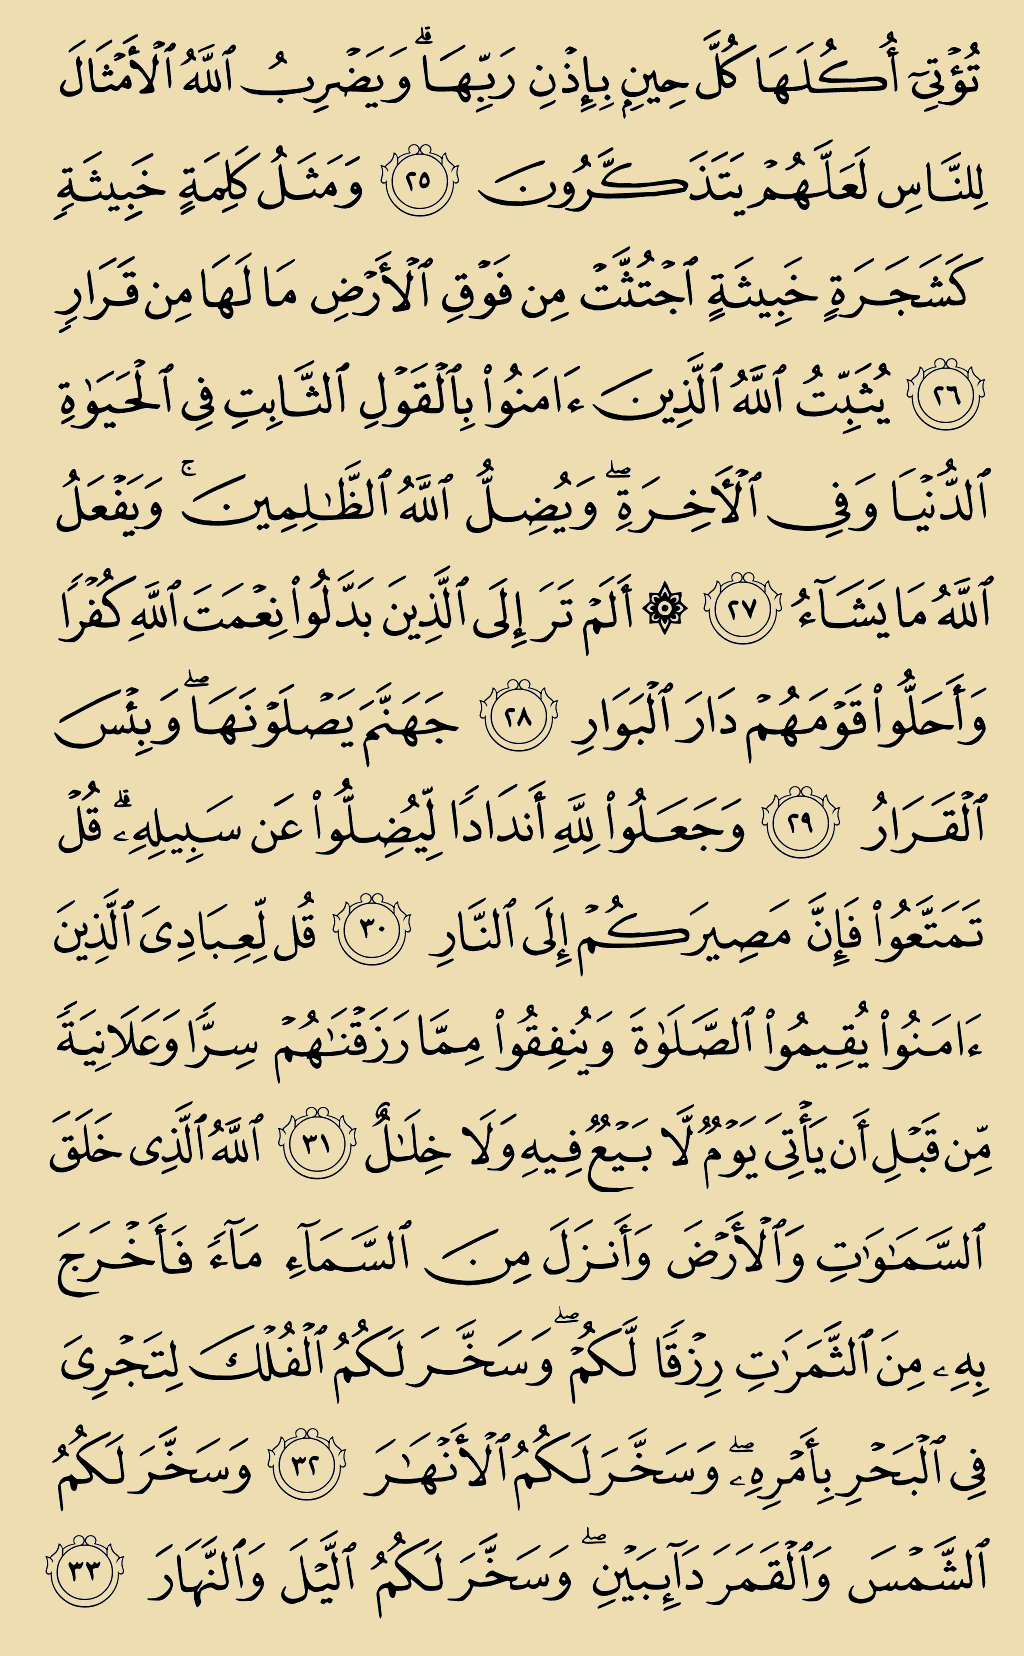 تُؤۡتِيٓ أُكُلَهَا كُلَّ حِينِۭ بِإِذۡنِ رَبِّهَاۗ وَيَضۡرِبُ ٱللَّهُ ٱلۡأَمۡثَالَ
لِلنَّاسِ لَعَلَّهُمۡ يَتَذَكَّرُونَ ٢٥ وَمَثَلُ كَلِمَةٍ خَبِيثَةٖ
كَشَجَرَةٍ خَبِيثَةٍ ٱجۡتُثَّتۡ مِن فَوۡقِ ٱلۡأَرۡضِ مَا لَهَا مِن قَرَارٖ
٢٦ يُثَبِّتُ ٱللَّهُ ٱلَّذِينَ ءَامَنُواْ بِٱلۡقَوۡلِ ٱلثَّابِتِ فِي ٱلۡحَيَوٰةِ
ٱلدُّنۡيَا وَفِي ٱلۡأٓخِرَةِۖ وَيُضِلُّ ٱللَّهُ ٱلظَّٰلِمِينَۚ وَيَفۡعَلُ
ٱللَّهُ مَا يَشَآءُ ٢٧ ۞ أَلَمۡ تَرَ إِلَى ٱلَّذِينَ بَدَّلُواْ نِعۡمَتَ ٱللَّهِ كُفۡرٗا
وَأَحَلُّواْ قَوۡمَهُمۡ دَارَ ٱلۡبَوَارِ ٢٨ جَهَنَّمَ يَصۡلَوۡنَهَاۖ وَبِئۡسَ
ٱلۡقَرَارُ ٢٩ وَجَعَلُواْ لِلَّهِ أَندَادٗا لِّيُضِلُّواْ عَن سَبِيلِهِۦۗ قُلۡ
تَمَتَّعُواْ فَإِنَّ مَصِيرَكُمۡ إِلَى ٱلنَّارِ ٣٠ قُل لِّعِبَادِيَ ٱلَّذِينَ
ءَامَنُواْ يُقِيمُواْ ٱلصَّلَوٰةَ وَيُنفِقُواْ مِمَّا رَزَقۡنَٰهُمۡ سِرّٗا وَعَلَانِيَةٗ
مِّن قَبۡلِ أَن يَأۡتِيَ يَوۡمٞ لَّا بَيۡعٞ فِيهِ وَلَا خِلَٰلٌ ٣١ ٱللَّهُ ٱلَّذِي خَلَقَ
ٱلسَّمَٰوَٰتِ وَٱلۡأَرۡضَ وَأَنزَلَ مِنَ ٱلسَّمَآءِ مَآءٗ فَأَخۡرَجَ
بِهِۦ مِنَ ٱلثَّمَرَٰتِ رِزۡقٗا لَّكُمۡۖ وَسَخَّرَ لَكُمُ ٱلۡفُلۡكَ لِتَجۡرِيَ
فِي ٱلۡبَحۡرِ بِأَمۡرِهِۦۖ وَسَخَّرَ لَكُمُ ٱلۡأَنۡهَٰرَ ٣٢ وَسَخَّرَ لَكُمُ
ٱلشَّمۡسَ وَٱلۡقَمَرَ دَآئِبَيۡنِۖ وَسَخَّرَ لَكُمُ ٱلَّيۡلَ وَٱلنَّهَارَ ٣٣